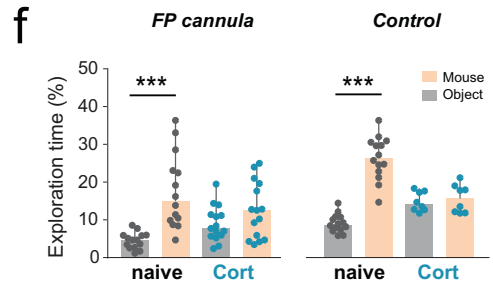 f
FP cannula
Control
Mouse
Object
Exploration time (%)
50
40
30
20
10
0
***
***
naive
Cort
naive
Cort